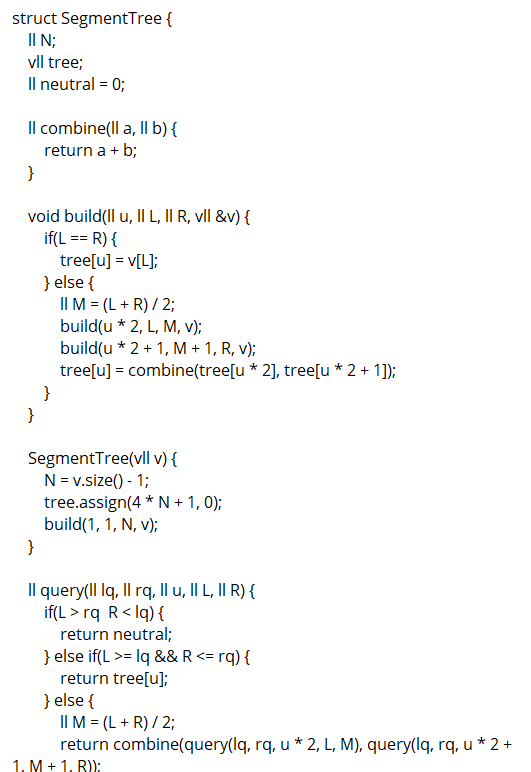 struct SegmentTree {
ll N;
vll tree;
ll neutral = 0;
ll combine(ll a, ll b) {
return a + b;
}
void build(ll u, ll L, ll R, vll &v) {
if(L == R) {
tree[u] = v[L];
} else {
ll M = (L + R) / 2;
build(u * 2, L, M, v);
build(u * 2 + 1, M + 1, R, v);
tree[u] = combine(tree[u * 2], tree[u * 2 + 1]);
}
}
SegmentTree(vll v) {
N = v.size() - 1;
tree.assign(4 * N + 1, 0);
build(1, 1, N, v);
}
ll query(ll lq, ll rq, ll u, ll L, ll R) {
if(L > rq  R < lq) {
return neutral;
} else if(L >= lq && R <= rq) {
return tree[u];
} else {
ll M = (L + R) / 2;
return combine(query(lq, rq, u * 2, L, M), query(lq, rq, u * 2 +
1, M + 1, R));